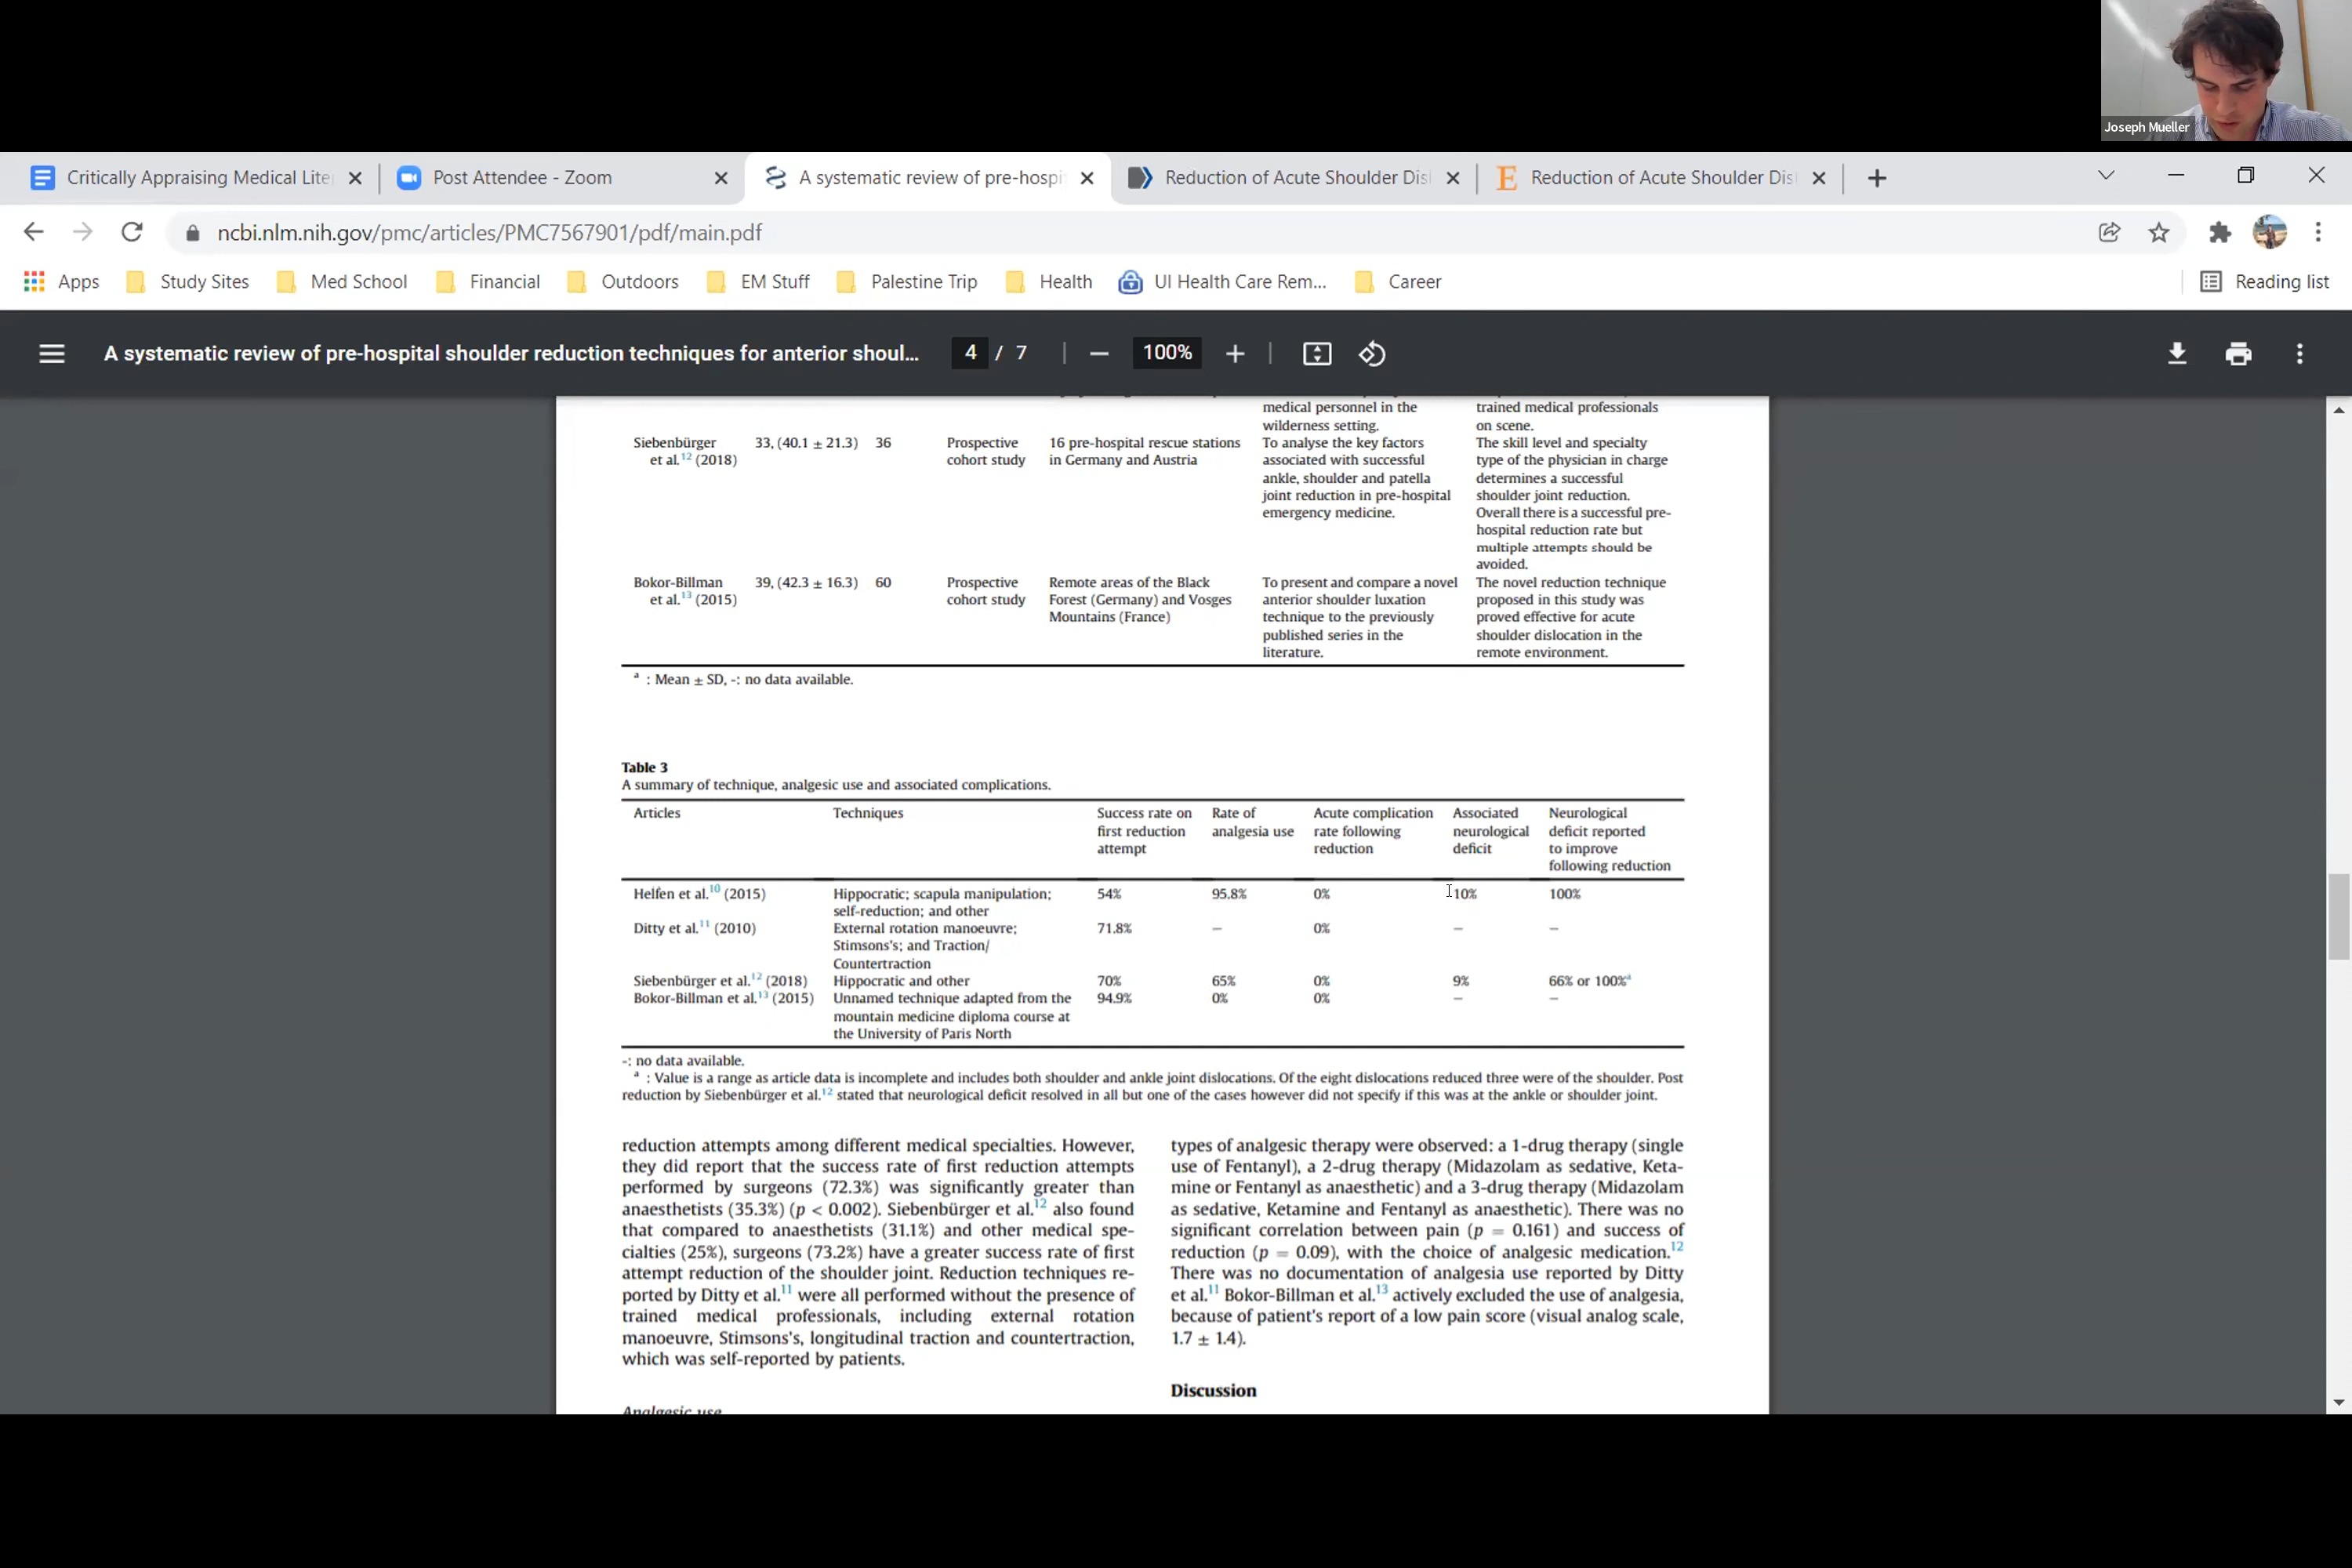 Joseph Mueller
Critically Appraising Medical Lite
Post Attendee - Zoom
A systematic review of pre-hospi
Reduction of Acute Shoulder Dis
Reduction of Acute Shoulder Dis
ncbi.nlm.nih.gov/pmc/articles/PMC7567901/pdf/main.pdf
Apps
Study Sites
Med School
Financial
Outdoors
EM Stuff
Palestine Trip
Health
UI Health Care Rem...
Career
Reading list
A systematic review of pre-hospital shoulder reduction techniques for anterior shoul...
4 / 7
100%
medical personnel in the
wilderness setting.
trained medical professionals
on scene.
Siebenbürger
et al.12 (2018)
33, (40.1 ± 21.3)
36
Prospective
cohort study
16 pre-hospital rescue stations
in Germany and Austria
To analyse the key factors
associated with successful
ankle, shoulder and patella
joint reduction in pre-hospital
emergency medicine.
The skill level and specialty
type of the physician in charge
determines a successful
shoulder joint reduction.
Overall there is a successful pre-
hospital reduction rate but
multiple attempts should be
avoided.
Bokor-Billman
et al.13 (2015)
39, (42.3 ± 16.3)
60
Prospective
cohort study
Remote areas of the Black
Forest (Germany) and Vosges
Mountains (France)
To present and compare a novel
anterior shoulder luxation
technique to the previously
published series in the
literature.
The novel reduction technique
proposed in this study was
proved effective for acute
shoulder dislocation in the
remote environment.
a : Mean ± SD, -: no data available.
Table 3
A summary of technique, analgesic use and associated complications.
Articles
Techniques
Success rate on
first reduction
attempt
Rate of
analgesia use
Acute complication
rate following
reduction
Associated
neurological
deficit
Neurological
deficit reported
to improve
following reduction
Helfen et al.10 (2015)
Hippocratic; scapula manipulation;
self-reduction; and other
54%
95.8%
0%
10%
100%
Ditty et al.11 (2010)
External rotation manoeuvre;
Stimsons's; and Traction/
Countertraction
71.8%
–
0%
–
–
Siebenbürger et al.12 (2018)
Hippocratic and other
70%
65%
0%
9%
66% or 100%a
Bokor-Billman et al.13 (2015)
Unnamed technique adapted from the
mountain medicine diploma course at
the University of Paris North
94.9%
0%
0%
–
–
-: no data available.
a : Value is a range as article data is incomplete and includes both shoulder and ankle joint dislocations. Of the eight dislocations reduced three were of the shoulder. Post
reduction by Siebenbürger et al.12 stated that neurological deficit resolved in all but one of the cases however did not specify if this was at the ankle or shoulder joint.
reduction attempts among different medical specialties. However,
they did report that the success rate of first reduction attempts
performed by surgeons (72.3%) was significantly greater than
anaesthetists (35.3%) (p < 0.002). Siebenbürger et al.12 also found
that compared to anaesthetists (31.1%) and other medical spe-
cialties (25%), surgeons (73.2%) have a greater success rate of first
attempt reduction of the shoulder joint. Reduction techniques re-
ported by Ditty et al.11 were all performed without the presence of
trained medical professionals, including external rotation
manoeuvre, Stimsons's, longitudinal traction and countertraction,
which was self-reported by patients.
Analgesic use
types of analgesic therapy were observed: a 1-drug therapy (single
use of Fentanyl), a 2-drug therapy (Midazolam as sedative, Keta-
mine or Fentanyl as anaesthetic) and a 3-drug therapy (Midazolam
as sedative, Ketamine and Fentanyl as anaesthetic). There was no
significant correlation between pain (p = 0.161) and success of
reduction (p = 0.09), with the choice of analgesic medication.12
There was no documentation of analgesia use reported by Ditty
et al.11 Bokor-Billman et al.13 actively excluded the use of analgesia,
because of patient's report of a low pain score (visual analog scale,
1.7 ± 1.4).
Discussion